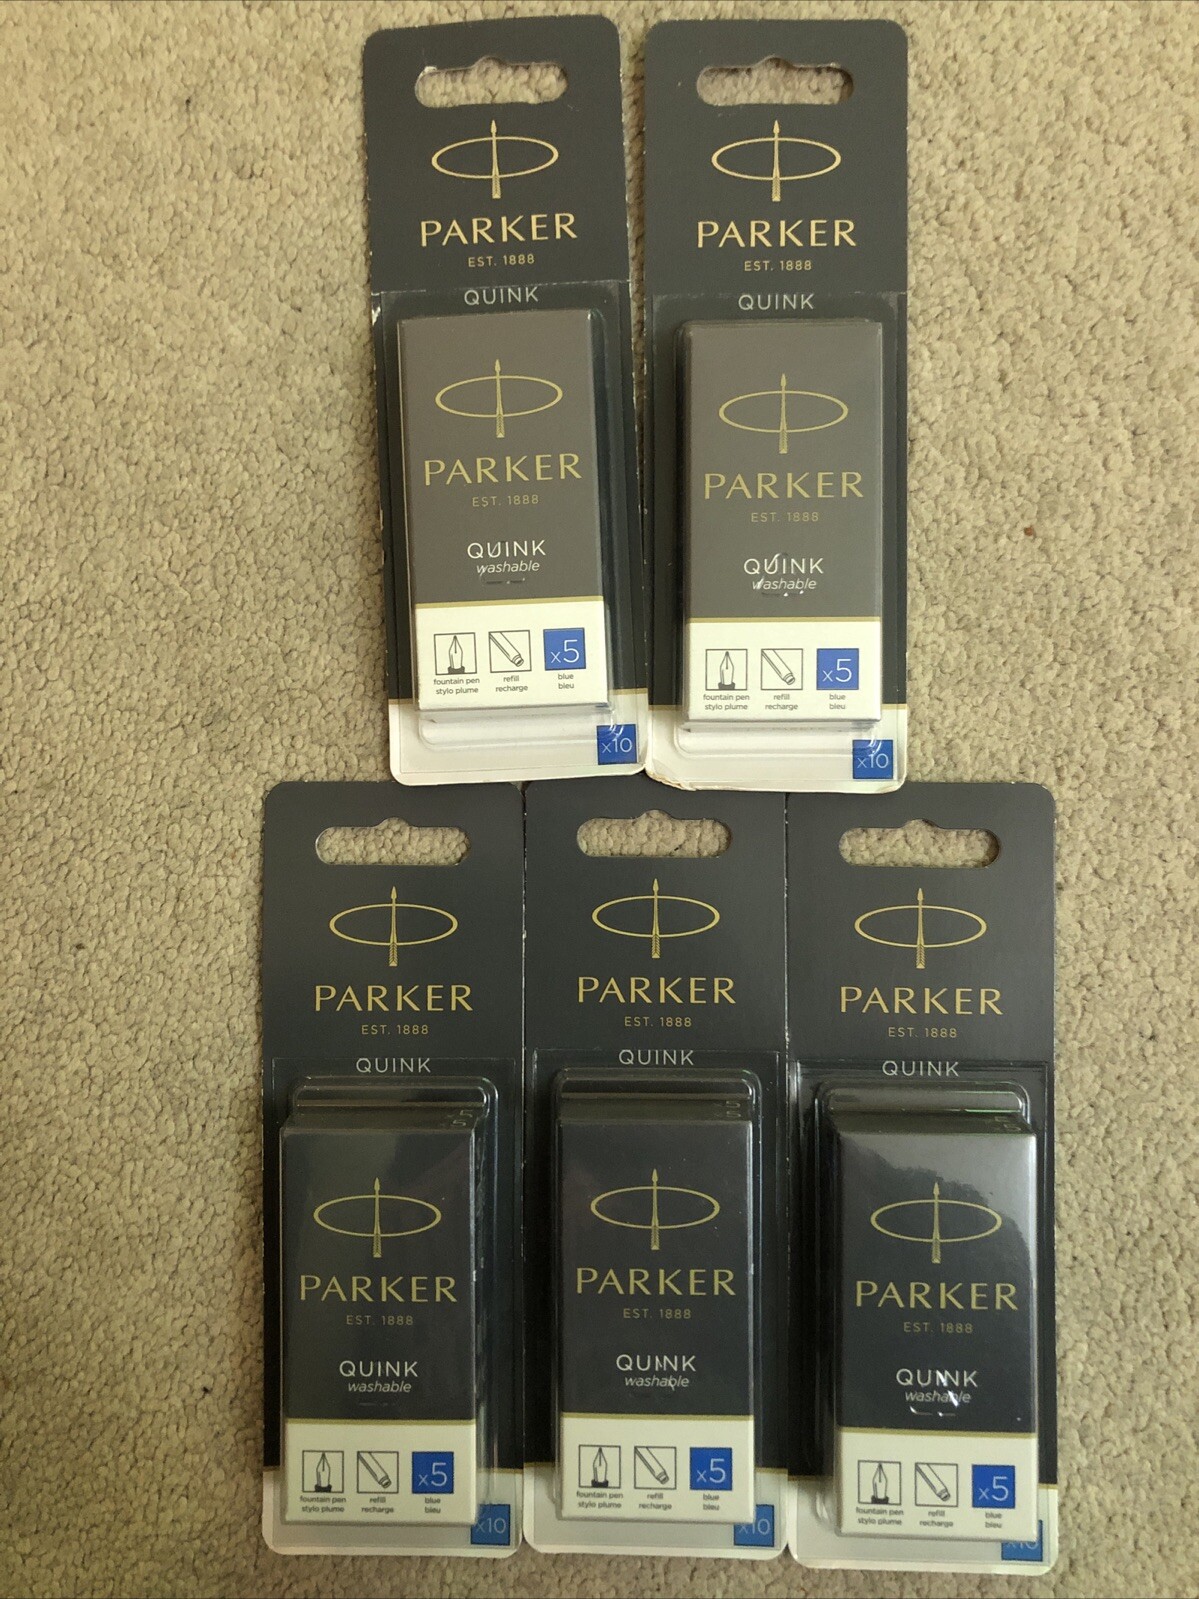 PARKER
EST. 1888
QUINK
PARKER
EST. 1888
QUINK
washable
x5
fountain pen
stylo plume
refill
recharge
blue
bleu
x10
PARKER
EST. 1888
QUINK
PARKER
EST. 1888
QUINK
washable
x5
fountain pen
stylo plume
refill
recharge
blue
bleu
x10
PARKER
EST. 1888
QUINK
PARKER
EST. 1888
QUINK
washable
x5
fountain pen
stylo plume
refill
recharge
blue
bleu
x10
PARKER
EST. 1888
QUINK
PARKER
EST. 1888
QUINK
washable
x5
fountain pen
stylo plume
refill
recharge
blue
bleu
x10
PARKER
EST. 1888
QUINK
PARKER
EST. 1888
QUINK
washable
x5
fountain pen
stylo plume
refill
recharge
blue
bleu
x10